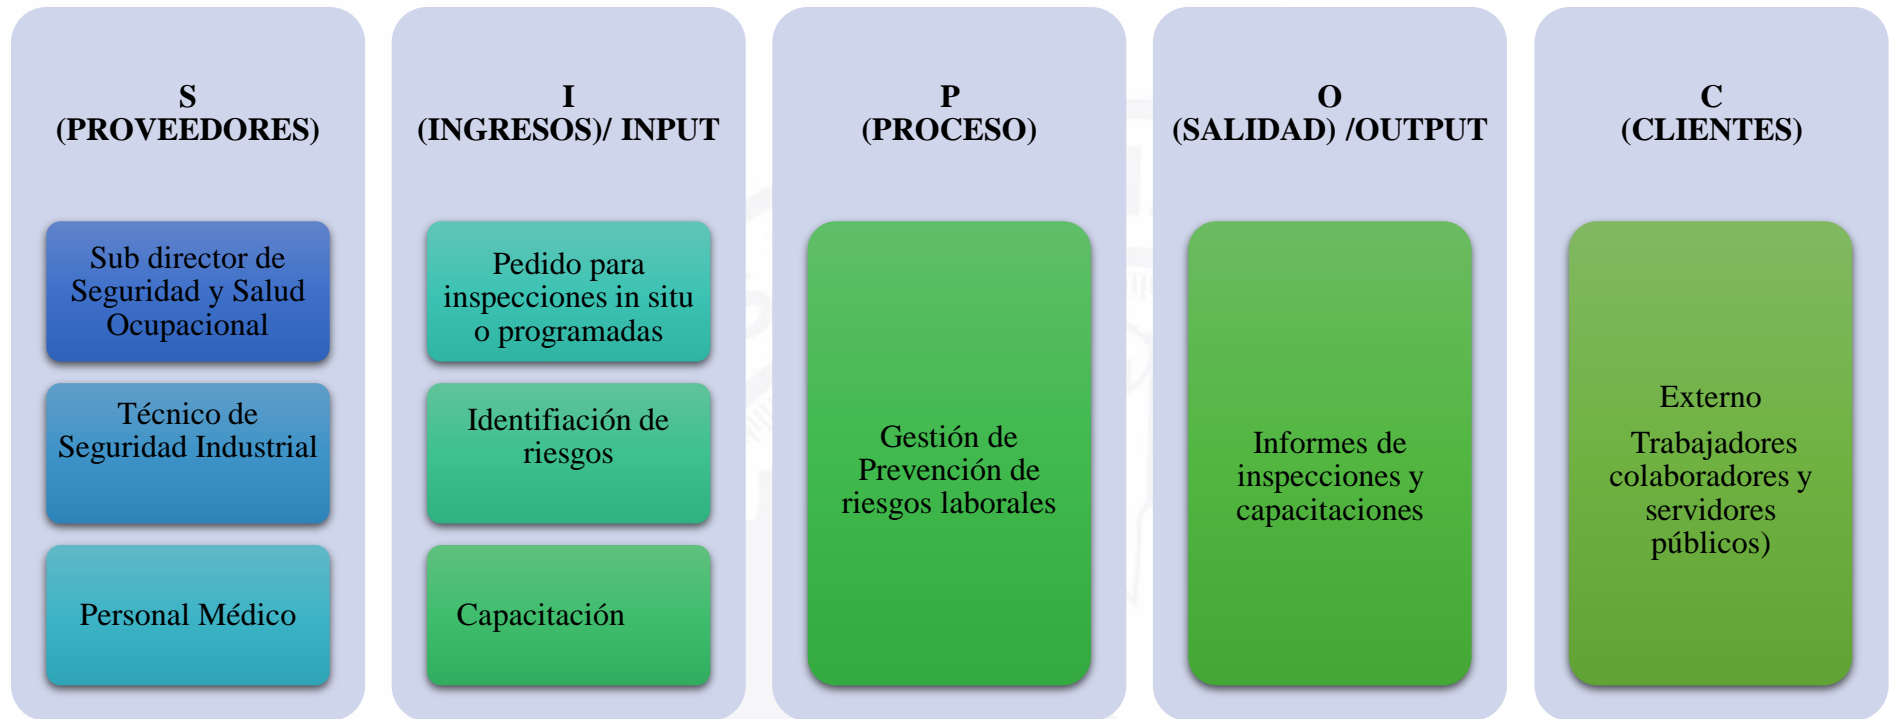 S
(PROVEEDORES)
Sub director de
Seguridad y Salud
Ocupacional
Técnico de
Seguridad Industrial
Personal Médico
I
(INGRESOS)/ INPUT
Pedido para
inspecciones in situ
o programadas
Identifiación de
riesgos
Capacitación
P
(PROCESO)
Gestión de
Prevención de
riesgos laborales
O
(SALIDAD) /OUTPUT
Informes de
inspecciones y
capacitaciones
C
(CLIENTES)
Externo
Trabajadores
colaboradores y
servidores
públicos)